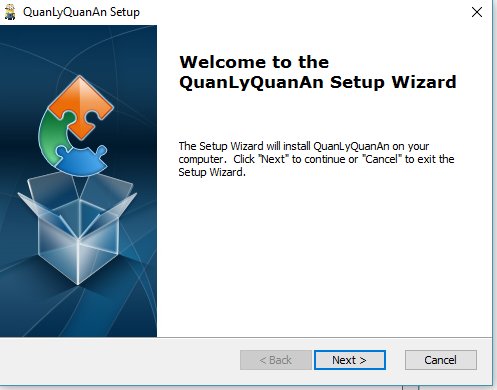 QuanLyQuanAn Setup
Welcome to the
QuanLyQuanAn Setup Wizard
The Setup Wizard will install QuanLyQuanAn on your
computer. Click "Next" to continue or "Cancel" to exit the
Setup Wizard.
< Back
Next >
Cancel